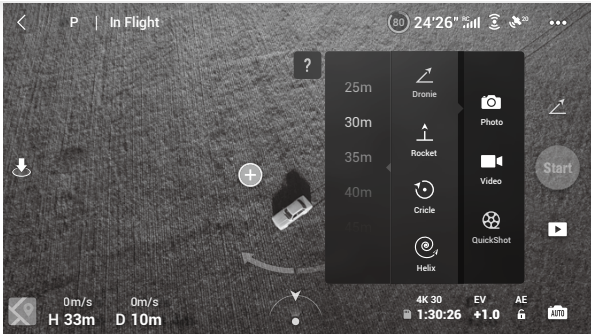 P | In Flight
80 24'26" RC 20
?
25m
30m
35m
40m
Dronie
Rocket
Cricle
Helix
Photo
Video
QuickShot
Start
0m/s
H 33m
0m/s
D 10m
4K 30
1:30:26
EV
+1.0
AE
AUTO